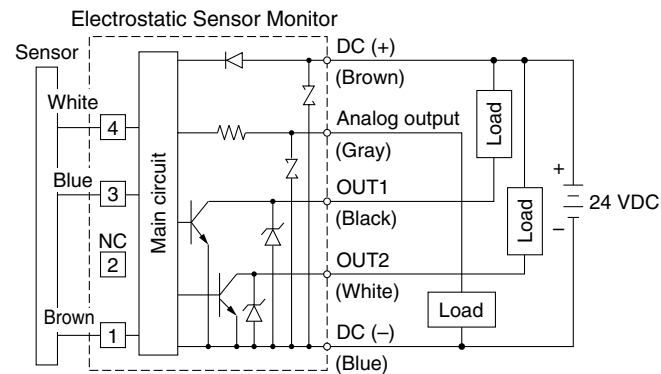 Electrostatic Sensor Monitor
Sensor
DC (+)
(Brown)
White
4
Analog output
(Gray)
Load
Blue
3
Main circuit
OUT1
(Black)
Load
+
24 VDC
–
NC
2
OUT2
(White)
Load
Brown
1
DC (–)
(Blue)